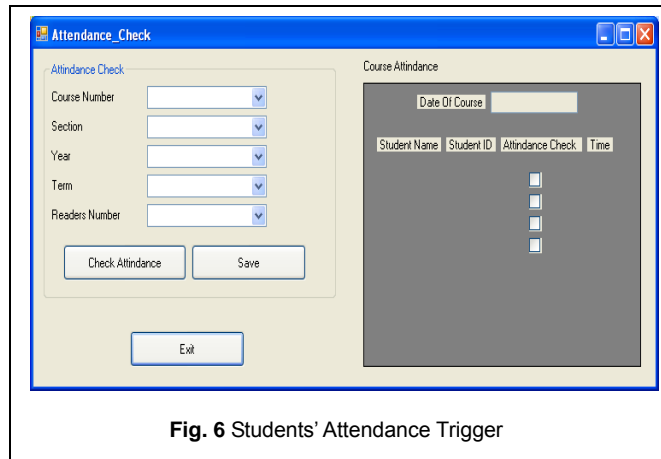 Attendance_Check
Attindance Check
Course Number
Section
Year
Term
Readers Number
Check Attindance Save
Exit
Course Attindance
Date Of Course
Student Name Student ID Attindance Check Time
Fig. 6 Students’ Attendance Trigger